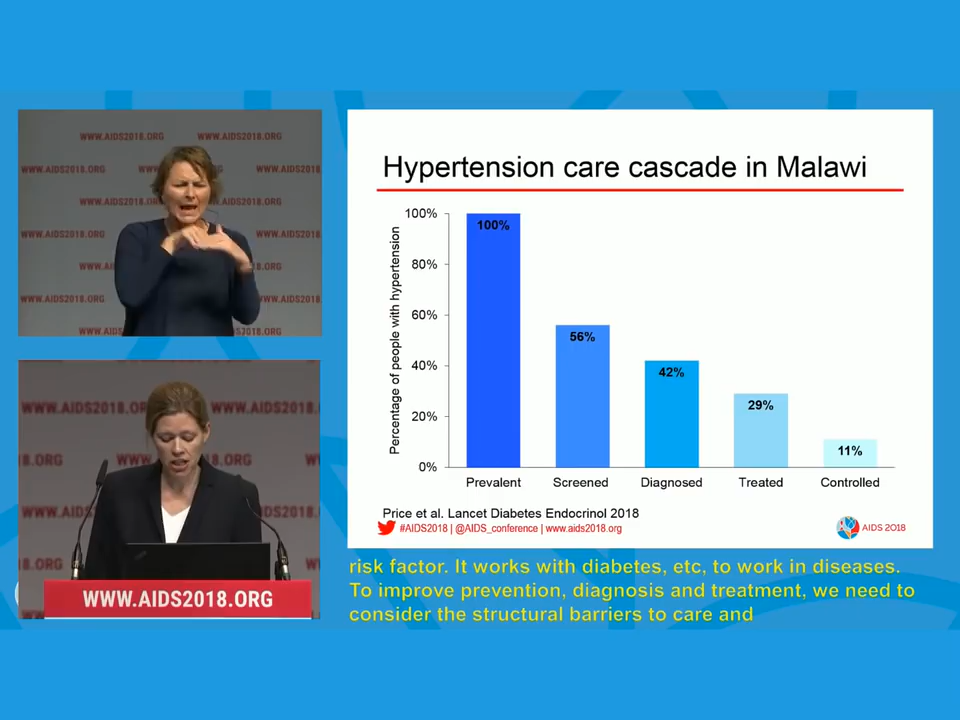 WWW.AIDS2018.ORG WWW.AIDS2018.ORG
WWW.AIDS2018.ORG
WWW.AIDS2018.ORG
WWW.AIDS2018.ORG
WWW.AIDS2018.ORG
WWW.AIDS2018.ORG
Hypertension care cascade in Malawi
Percentage of people with hypertension
100%
80%
60%
40%
20%
0%
100%
56%
42%
29%
11%
Prevalent Screened Diagnosed Treated Controlled
Price et al. Lancet Diabetes Endocrinol 2018
#AIDS2018 | @AIDS_conference | www.aids2018.org
AIDS 2018
risk factor. It works with diabetes, etc, to work in diseases.
To improve prevention, diagnosis and treatment, we need to
consider the structural barriers to care and
WWW.AIDS2018.ORG